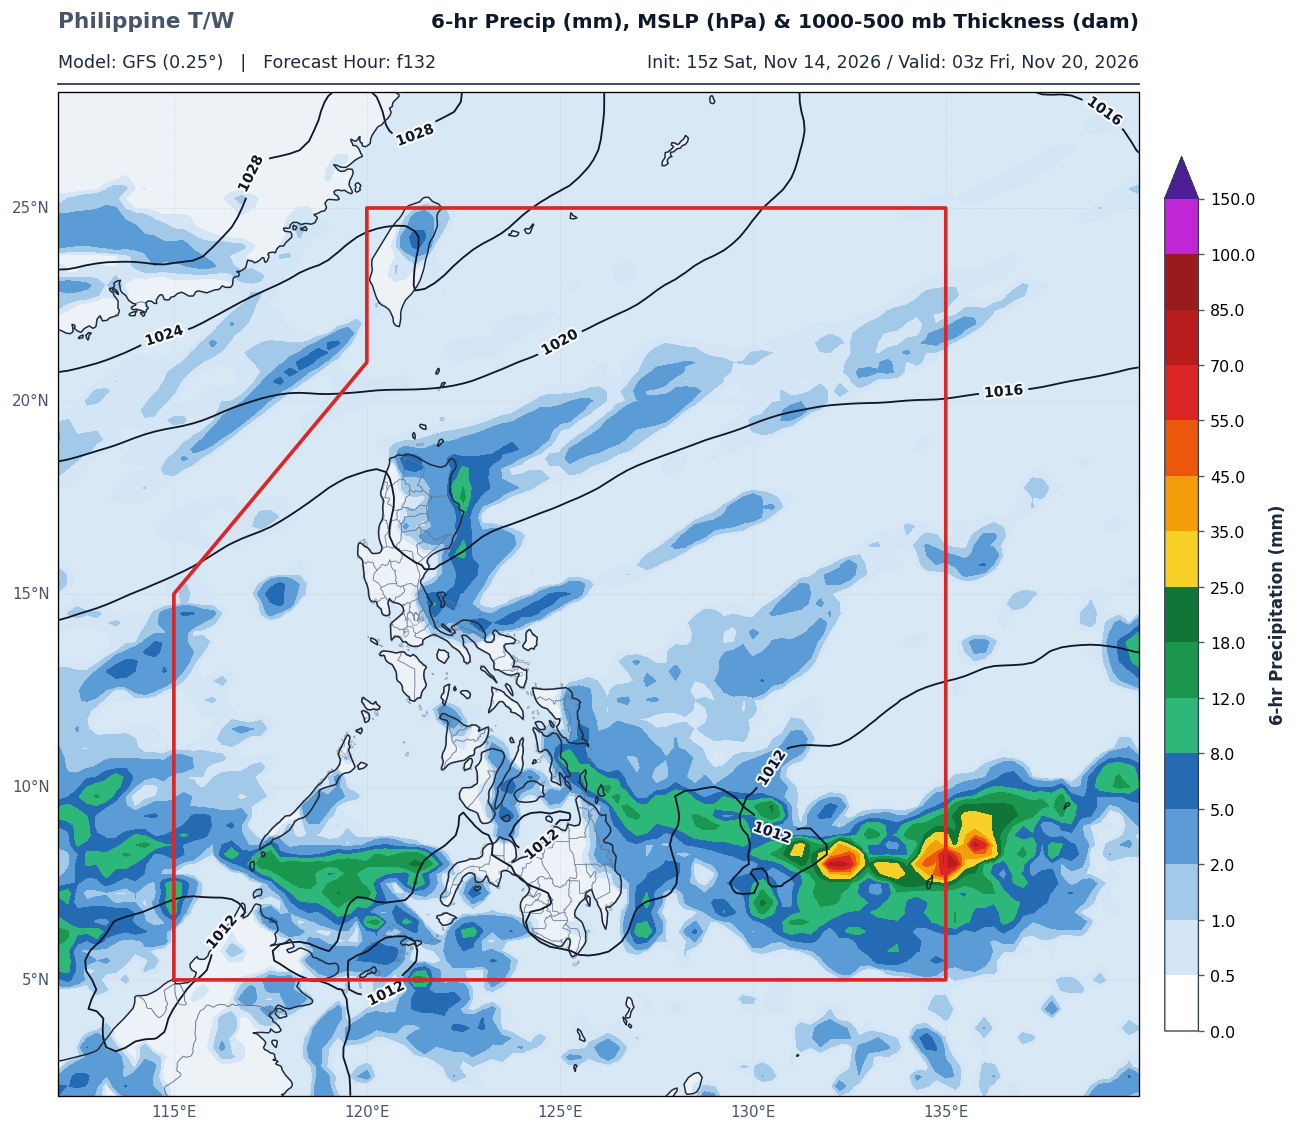 Philippine T/W
6-hr Precip (mm), MSLP (hPa) & 1000-500 mb Thickness (dam)
Model: GFS (0.25°) | Forecast Hour: f132
Init: 15z Sat, Nov 14, 2026 / Valid: 03z Fri, Nov 20, 2026
1028
1028
1016
1024
1020
1016
1012
1012
1012
1012
1012
25°N
20°N
15°N
10°N
5°N
115°E
120°E
125°E
130°E
135°E
150.0
100.0
85.0
70.0
55.0
45.0
35.0
25.0
18.0
12.0
8.0
5.0
2.0
1.0
0.5
0.0
6-hr Precipitation (mm)